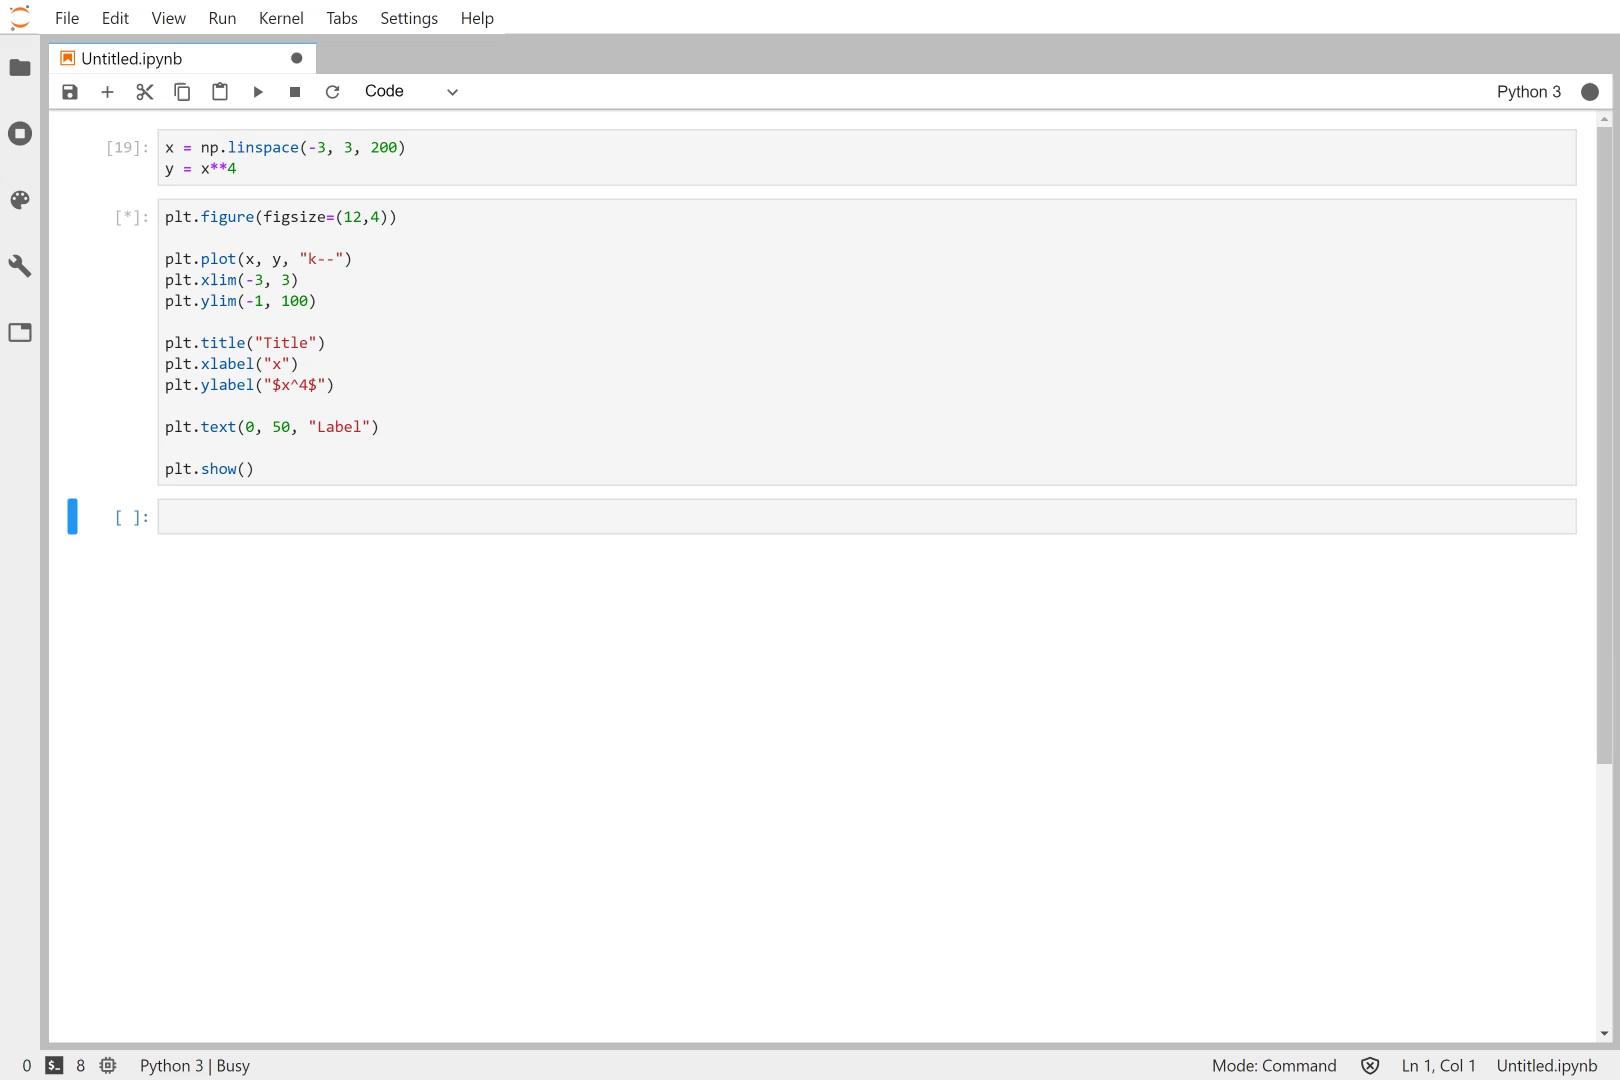 File Edit View Run Kernel Tabs Settings Help
Untitled.ipynb
Code
Python 3
[19]:
x = np.linspace(-3, 3, 200)
y = x**4
[*]:
plt.figure(figsize=(12,4))
plt.plot(x, y, "k--")
plt.xlim(-3, 3)
plt.ylim(-1, 100)
plt.title("Title")
plt.xlabel("x")
plt.ylabel("$x^4$")
plt.text(0, 50, "Label")
plt.show()
[ ]:
0 $_ 8 Python 3 | Busy Mode: Command Ln 1, Col 1 Untitled.ipynb